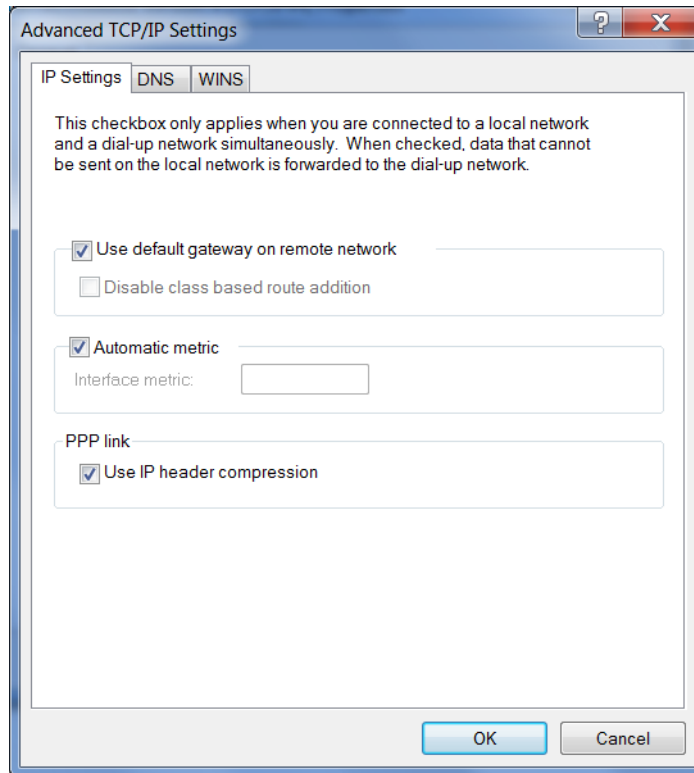 Advanced TCP/IP Settings
?
X
IP Settings DNS WINS
This checkbox only applies when you are connected to a local network
and a dial-up network simultaneously. When checked, data that cannot
be sent on the local network is forwarded to the dial-up network.
Use default gateway on remote network
Disable class based route addition
Automatic metric
Interface metric:
PPP link
Use IP header compression
OK Cancel